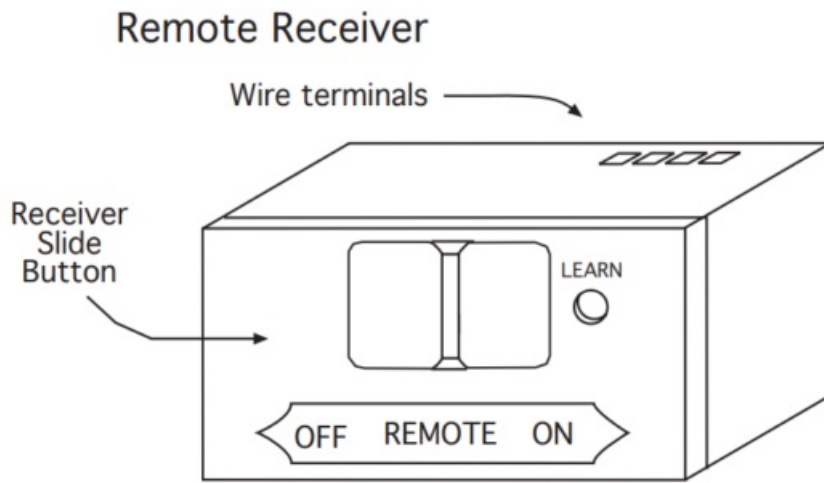 Remote Receiver
Wire terminals
Receiver
Slide
Button
LEARN
OFF REMOTE ON